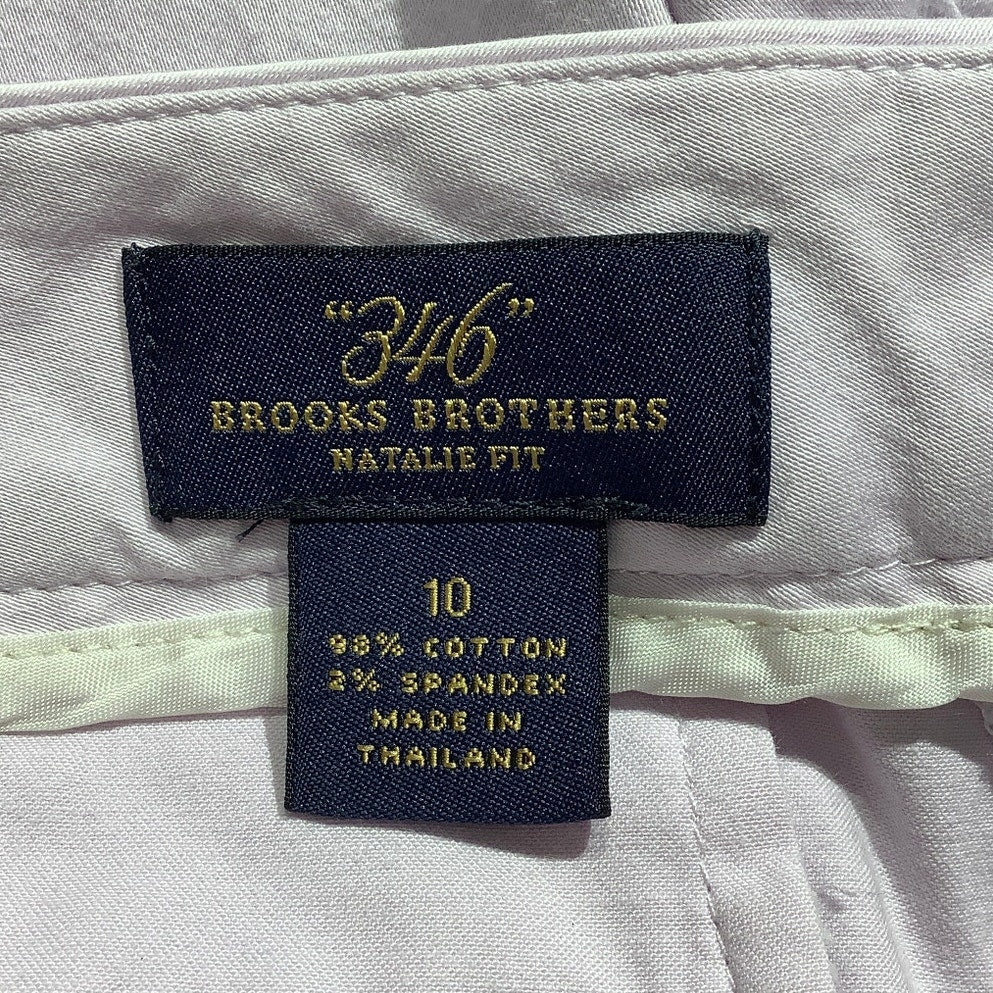 “346”
BROOKS BROTHERS
NATALIE FIT
10
98% COTTON
2% SPANDEX
MADE IN
THAILAND